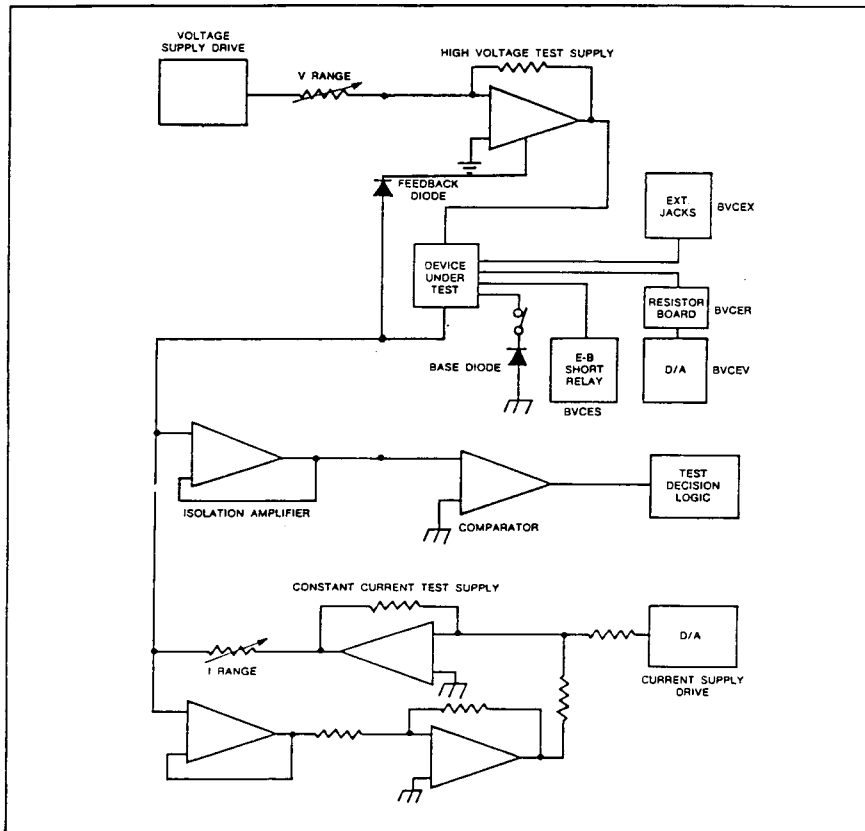 VOLTAGE
SUPPLY DRIVE
HIGH VOLTAGE TEST SUPPLY
V RANGE
FEEDBACK
DIODE
EXT.
JACKS
BVCEX
DEVICE
UNDER
TEST
RESISTOR
BOARD
BVCER
BASE DIODE
E-B
SHORT
RELAY
D/A
BVCEV
BVCES
TEST
DECISION
LOGIC
ISOLATION AMPLIFIER
COMPARATOR
CONSTANT CURRENT TEST SUPPLY
D/A
I RANGE
CURRENT SUPPLY
DRIVE